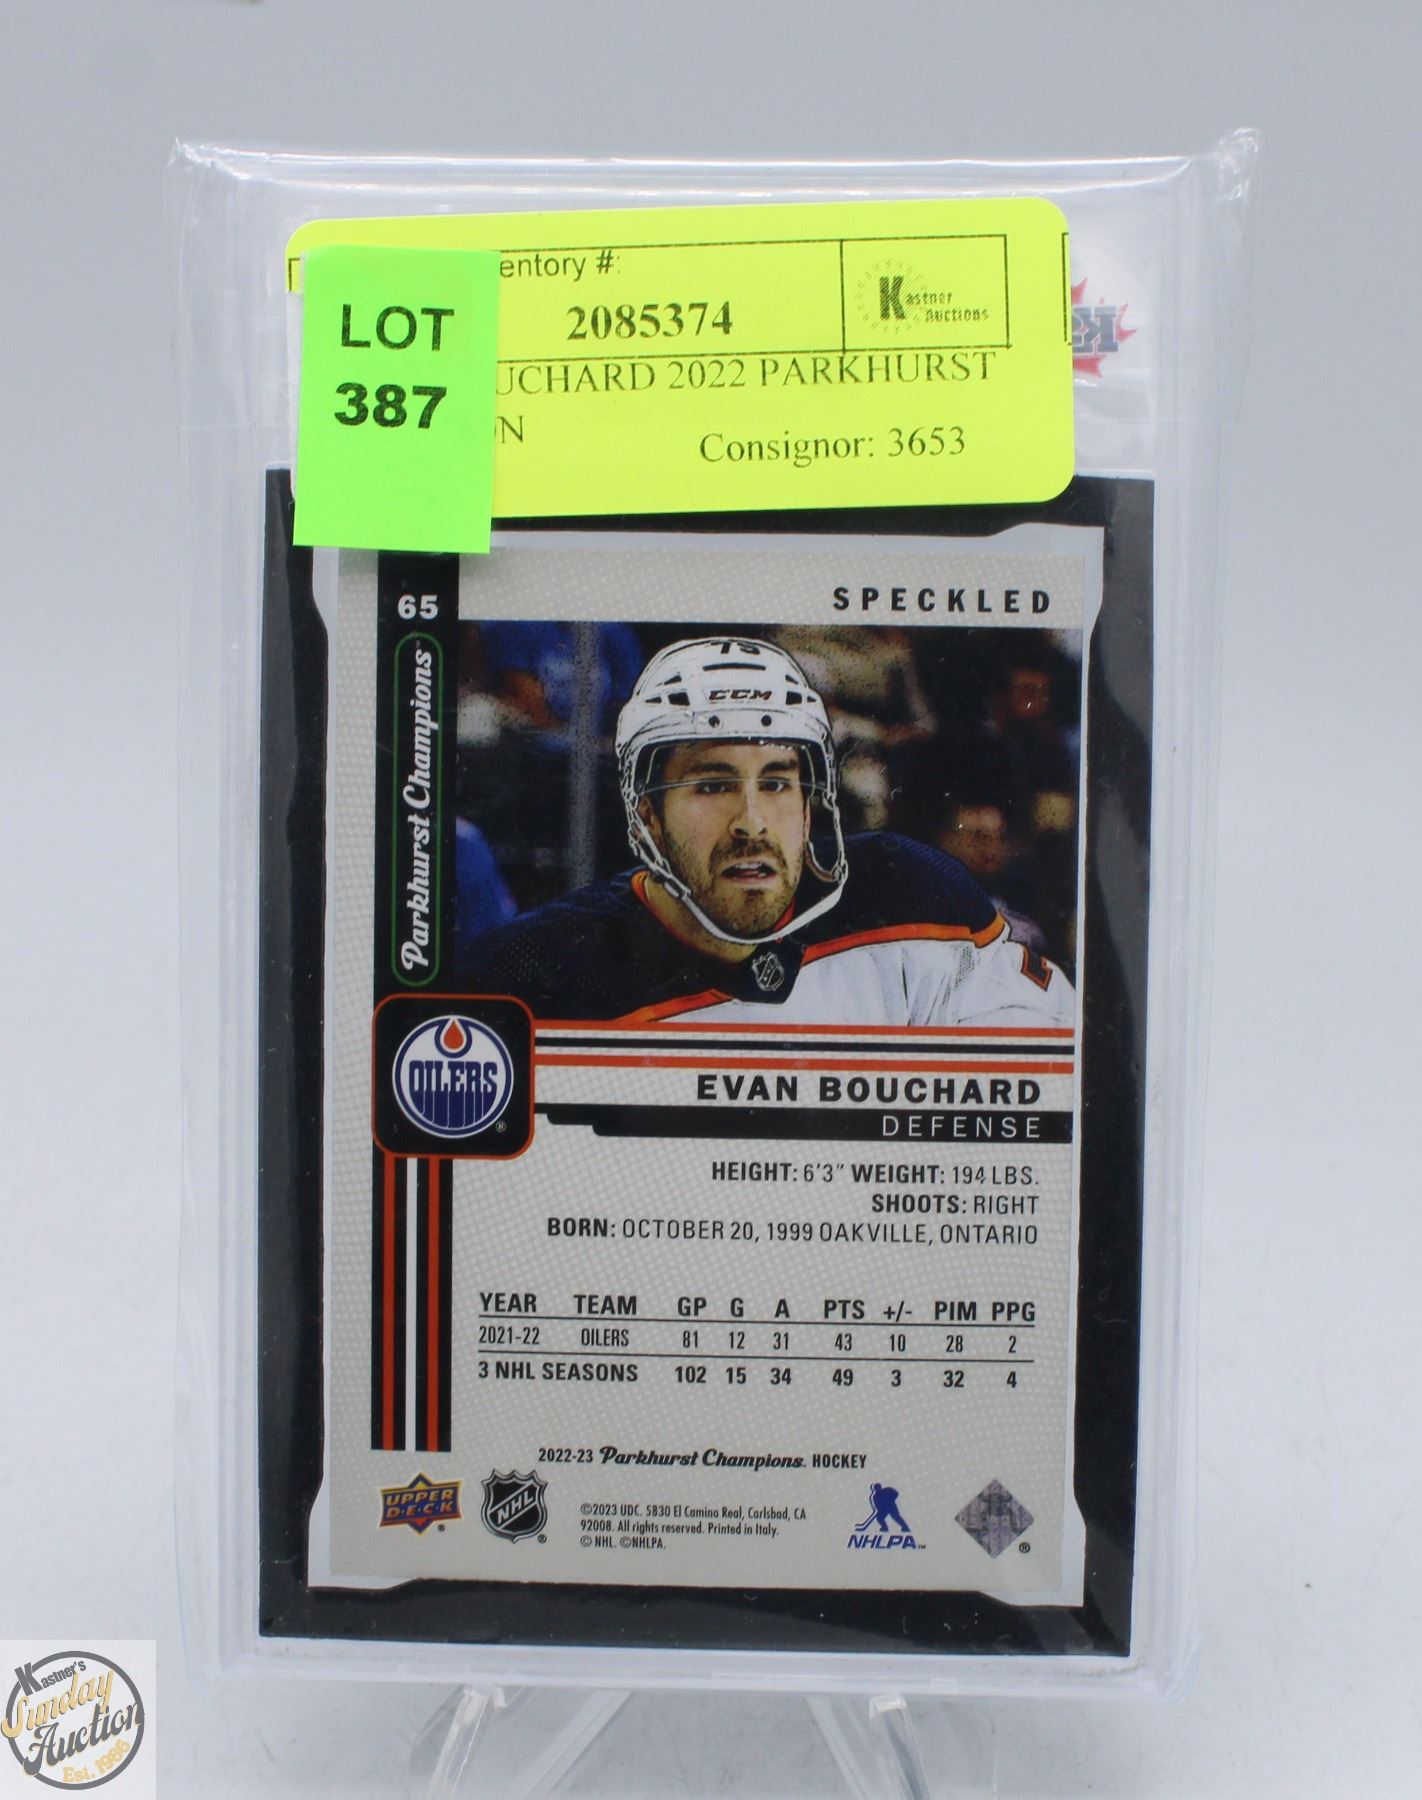 entory #:
2085374
Kastner
Auctions
LOT
387
UCHARD 2022 PARKHURST
ON
Consignor: 3653
65
SPECKLED
Parkhurst Champions
75
CCM
OILERS
EVAN BOUCHARD
DEFENSE
HEIGHT: 6'3" WEIGHT: 194 LBS.
SHOOTS: RIGHT
BORN: OCTOBER 20, 1999 OAKVILLE, ONTARIO
YEAR TEAM GP G A PTS +/- PIM PPG
2021-22 OILERS 81 12 31 43 10 28 2
3 NHL SEASONS 102 15 34 49 3 32 4
2022-23 Parkhurst Champions HOCKEY
UPPER
D·E·C·K
NHL
©2023 UDC. 5830 El Camino Real, Carlsbad, CA
92008. All rights reserved. Printed in Italy.
© NHL. ©NHLPA.
NHLPA
Kastner's
Sunday
Auction
Est. 1986